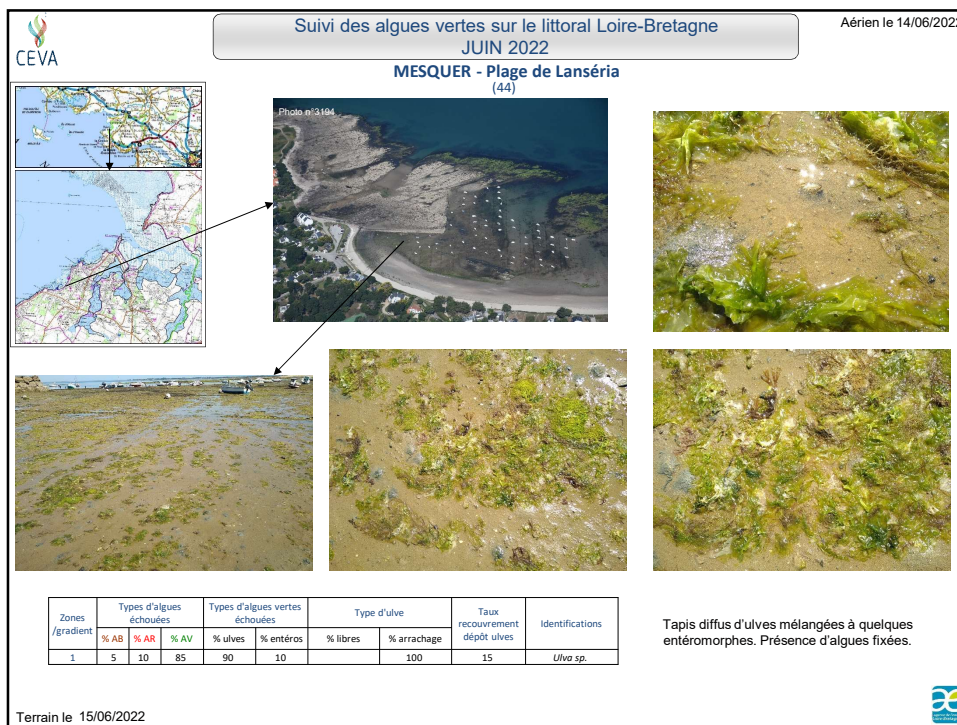 CEVA
Suivi des algues vertes sur le littoral Loire-Bretagne
JUIN 2022
Aérien le 14/06/2022
MESQUER - Plage de Lanséria
(44)
Photo n°3194
Zones /gradient
Types d'algues échouées
Types d'algues vertes échouées
Type d'ulve
Taux recouvrement dépôt ulves
Identifications
% AB % AR % AV % ulves % entéros % libres % arrachage
1 5 10 85 90 10 100 15 Ulva sp.
Tapis diffus d'ulves mélangées à quelques
entéromorphes. Présence d'algues fixées.
Terrain le 15/06/2022